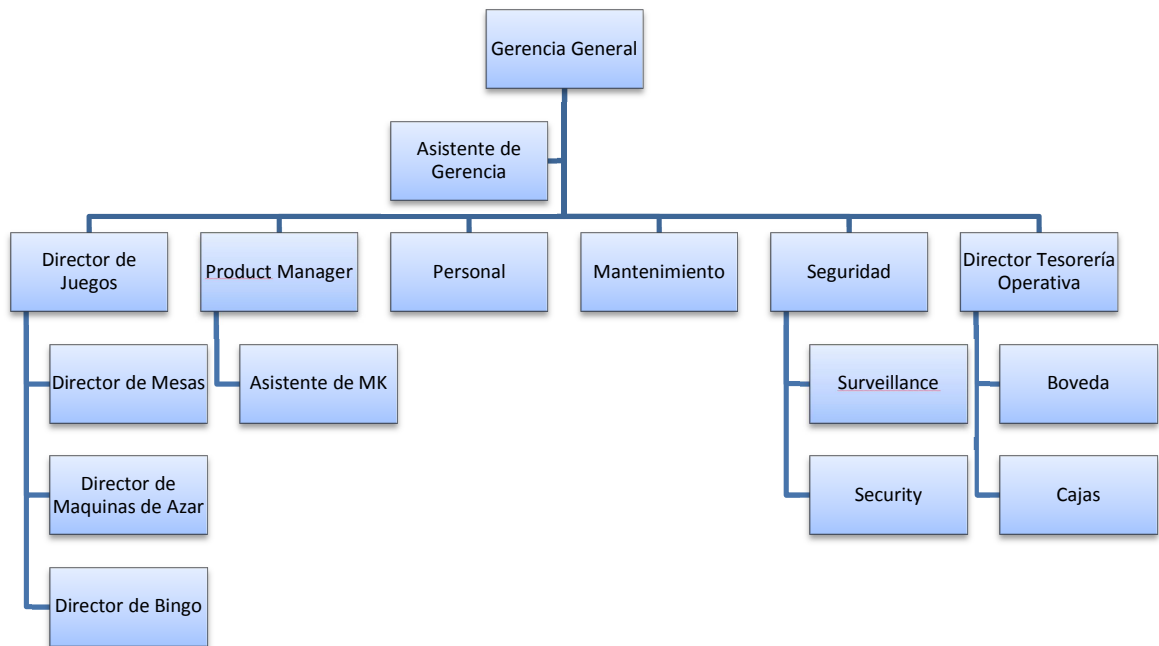 Gerencia General
Asistente de
Gerencia
Director de
Juegos
Product Manager
Personal
Mantenimiento
Seguridad
Director Tesorería
Operativa
Director de Mesas
Asistente de MK
Surveillance
Boveda
Director de
Maquinas de Azar
Security
Cajas
Director de Bingo